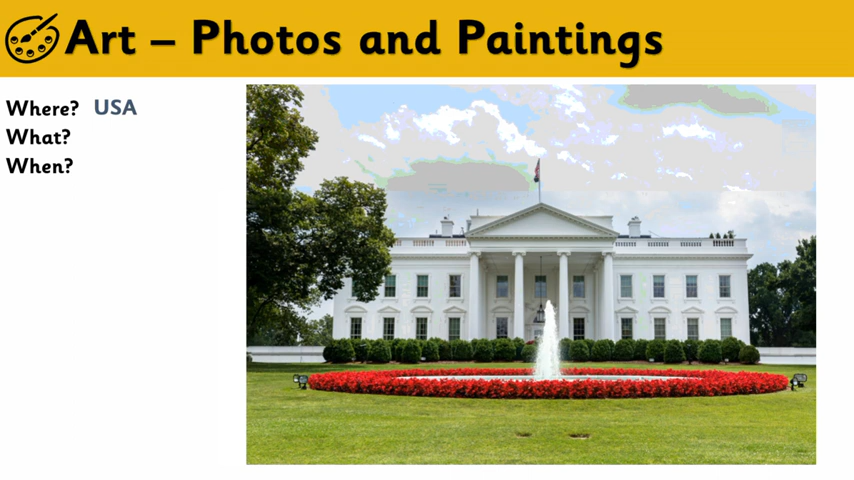 Art – Photos and Paintings
Where? USA
What?
When?